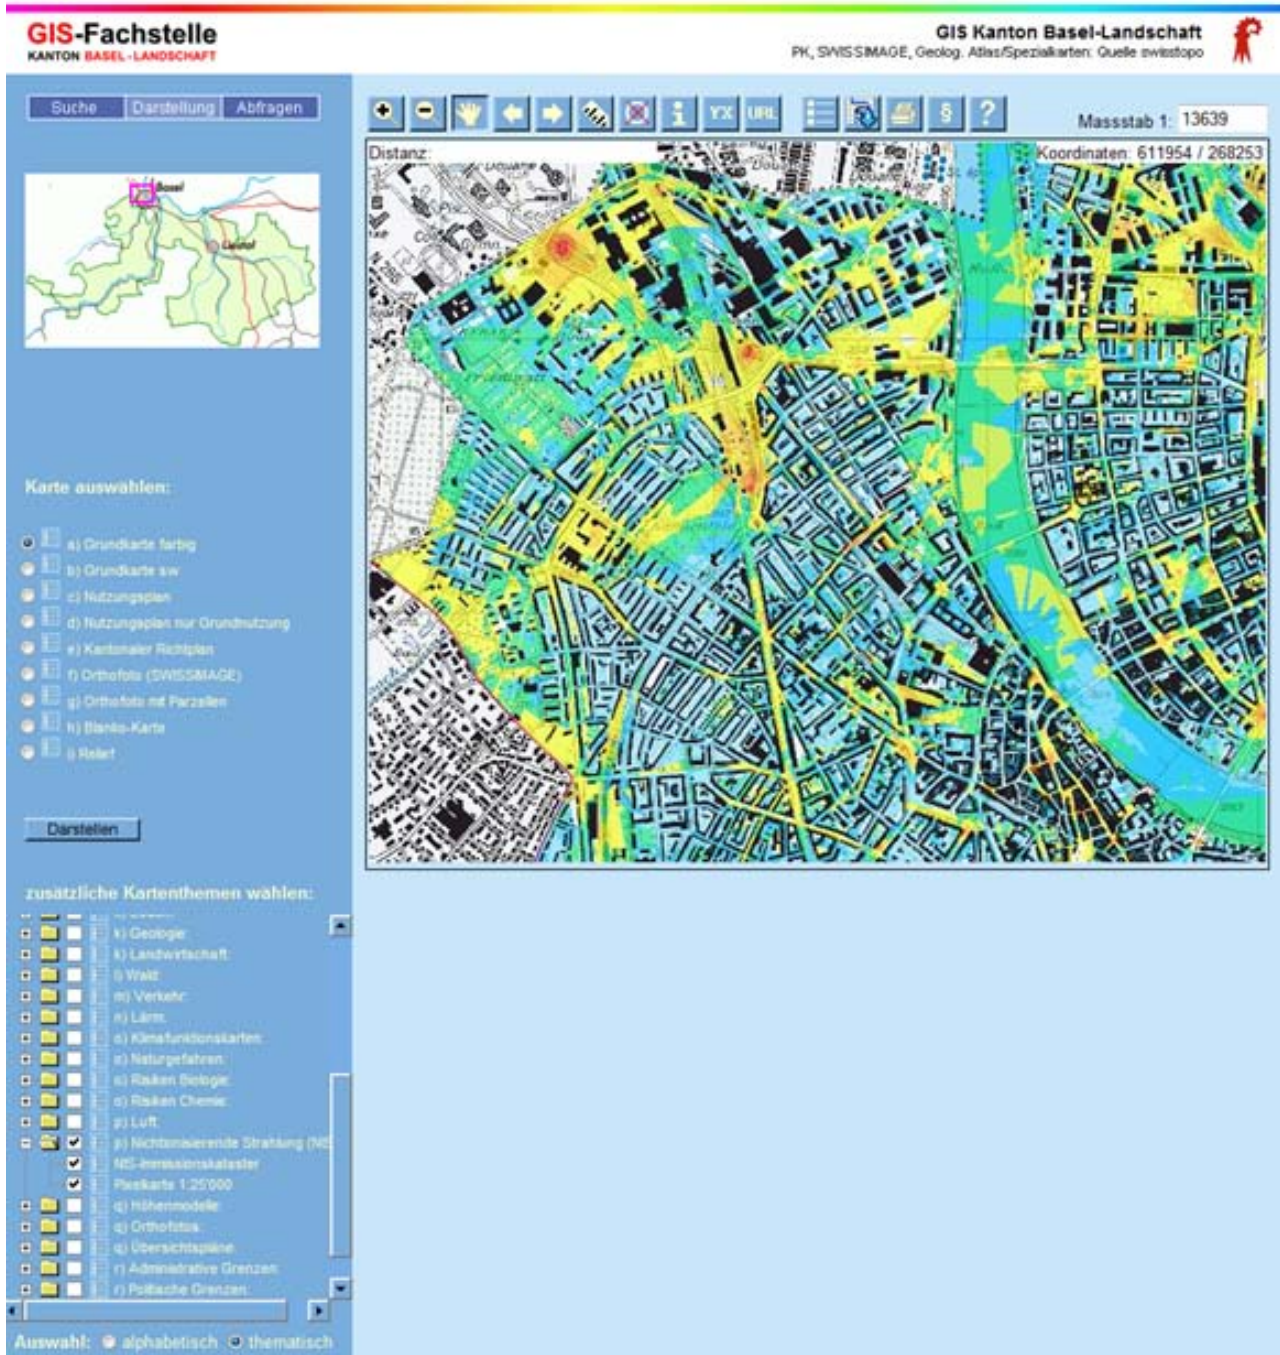 GIS-Fachstelle
KANTON BASEL-LANDSCHAFT
GIS Kanton Basel-Landschaft
PK, SWISSIMAGE, Geolog. Atlas/Spezialkarten: Quelle swisstopo
Suche
Darstellung
Abfragen
YX
URL
§
?
Massstab 1: 13639
Basel
Liestal
Distanz:
Koordinaten: 611954 / 268253
Karte auswählen:
a) Grundkarte farbig
b) Grundkarte sw
c) Nutzungsplan
d) Nutzungsplan nur Grundnutzung
e) Kantonaler Richtplan
f) Orthofoto (SWISSIMAGE)
g) Orthofoto mit Parzellen
h) Blanko-Karte
i) Relief
Darstellen
zusätzliche Kartenthemen wählen:
k) Geologie:
k) Landwirtschaft:
l) Wald:
m) Verkehr:
n) Lärm:
o) Klimafunktionskarten:
o) Naturgefahren:
o) Risiken Biologie:
o) Risiken Chemie:
p) Luft:
p) Nichtionisierende Strahlung (NIS
NIS-Immissionskataster
Pixelkarte 1:25'000
q) Höhenmodelle:
q) Orthofotos:
q) Übersichtspläne:
r) Administrative Grenzen:
r) Politische Grenzen:
Auswahl: alphabetisch thematisch